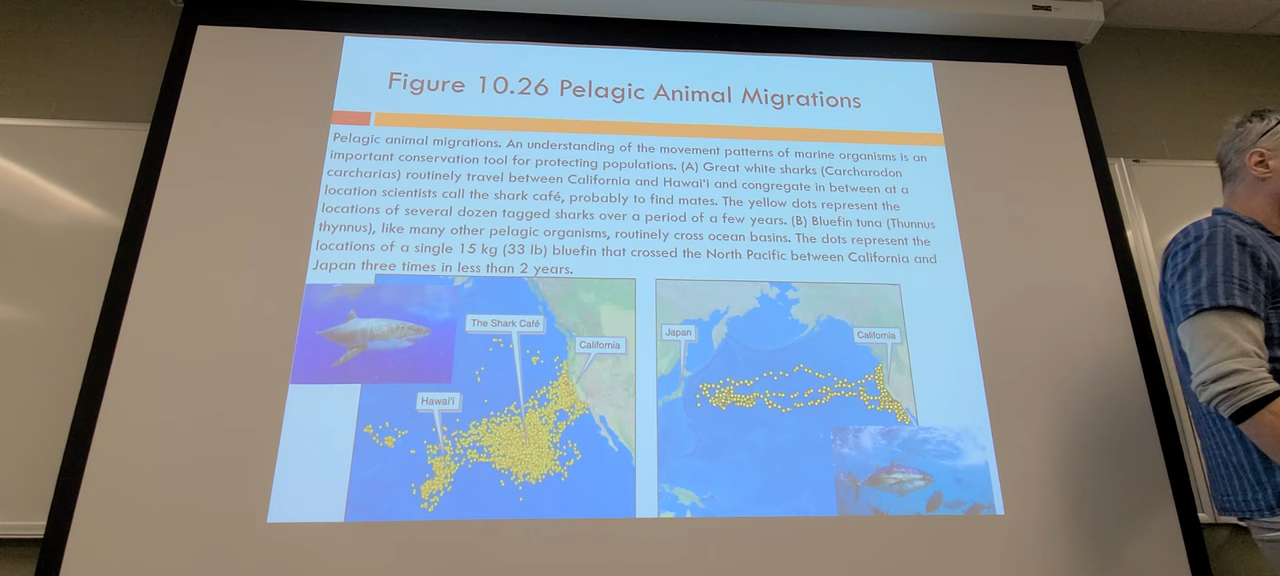 Figure 10.26 Pelagic Animal Migrations
Pelagic animal migrations. An understanding of the movement patterns of marine organisms is an
important conservation tool for protecting populations. (A) Great white sharks (Carcharodon
carcharias) routinely travel between California and Hawai'i and congregate in between at a
location scientists call the shark café, probably to find mates. The yellow dots represent the
locations of several dozen tagged sharks over a period of a few years. (B) Bluefin tuna (Thunnus
thynnus), like many other pelagic organisms, routinely cross ocean basins. The dots represent the
locations of a single 15 kg (33 lb) bluefin that crossed the North Pacific between California and
Japan three times in less than 2 years.
The Shark Café
California
Hawai'i
Japan
California